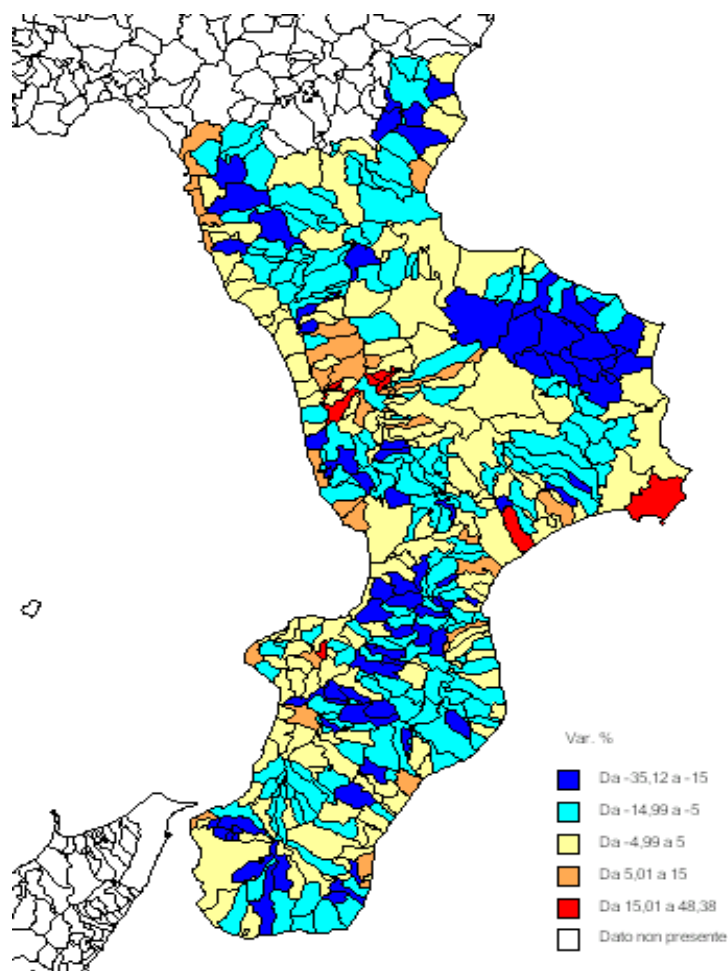 Var. %
Da -35,12 a -15
Da -14,99 a -5
Da -4,99 a 5
Da 5,01 a 15
Da 15,01 a 48,38
Dato non presente